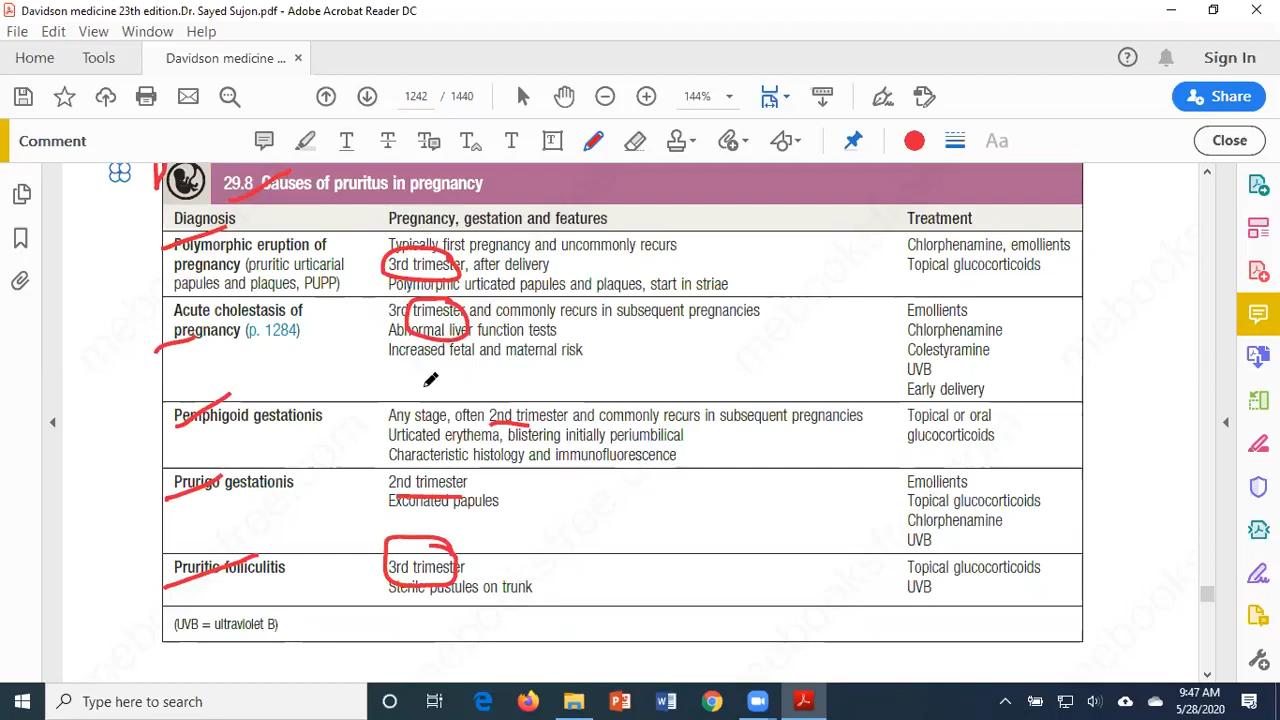 Davidson medicine 23th edition.Dr. Sayed Sujon.pdf - Adobe Acrobat Reader DC
File Edit View Window Help
Home Tools Davidson medicine ... × Sign In
1242 / 1440 144% Share
Comment Aa Close
29.8 Causes of pruritus in pregnancy
Diagnosis Pregnancy, gestation and features Treatment
Polymorphic eruption of Typically first pregnancy and uncommonly recurs Chlorphenamine, emollients
pregnancy (pruritic urticarial 3rd trimester, after delivery Topical glucocorticoids
papules and plaques, PUPP) Polymorphic urticated papules and plaques, start in striae
Acute cholestasis of 3rd trimester and commonly recurs in subsequent pregnancies Emollients
pregnancy (p. 1284) Abnormal liver function tests Chlorphenamine
Increased fetal and maternal risk Colestyramine
UVB
Early delivery
Pemphigoid gestationis Any stage, often 2nd trimester and commonly recurs in subsequent pregnancies Topical or oral
Urticated erythema, blistering initially periumbilical glucocorticoids
Characteristic histology and immunofluorescence
Prurigo gestationis 2nd trimester Emollients
Excoriated papules Topical glucocorticoids
Chlorphenamine
UVB
Pruritic folliculitis 3rd trimester Topical glucocorticoids
Sterile pustules on trunk UVB
(UVB = ultraviolet B)
Type here to search
9:47 AM
5/28/2020